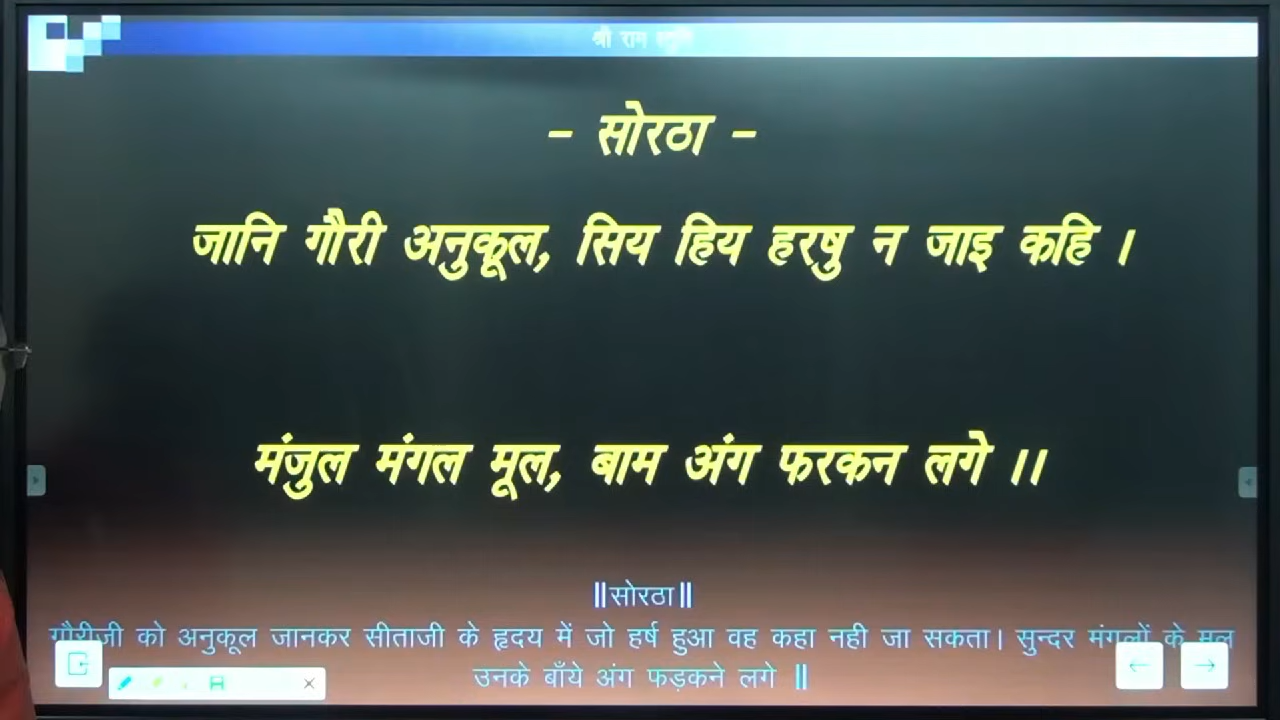 श्री राम स्तुति
- सोरठा -
जानि गौरी अनुकूल, सिय हिय हरषु न जाइ कहि ।
मंजुल मंगल मूल, बाम अंग फरकन लगे ।।
||सोरठा||
गौरीजी को अनुकूल जानकर सीताजी के हृदय में जो हर्ष हुआ वह कहा नही जा सकता। सुन्दर मंगलों के मूल
उनके बाँये अंग फड़कने लगे ||